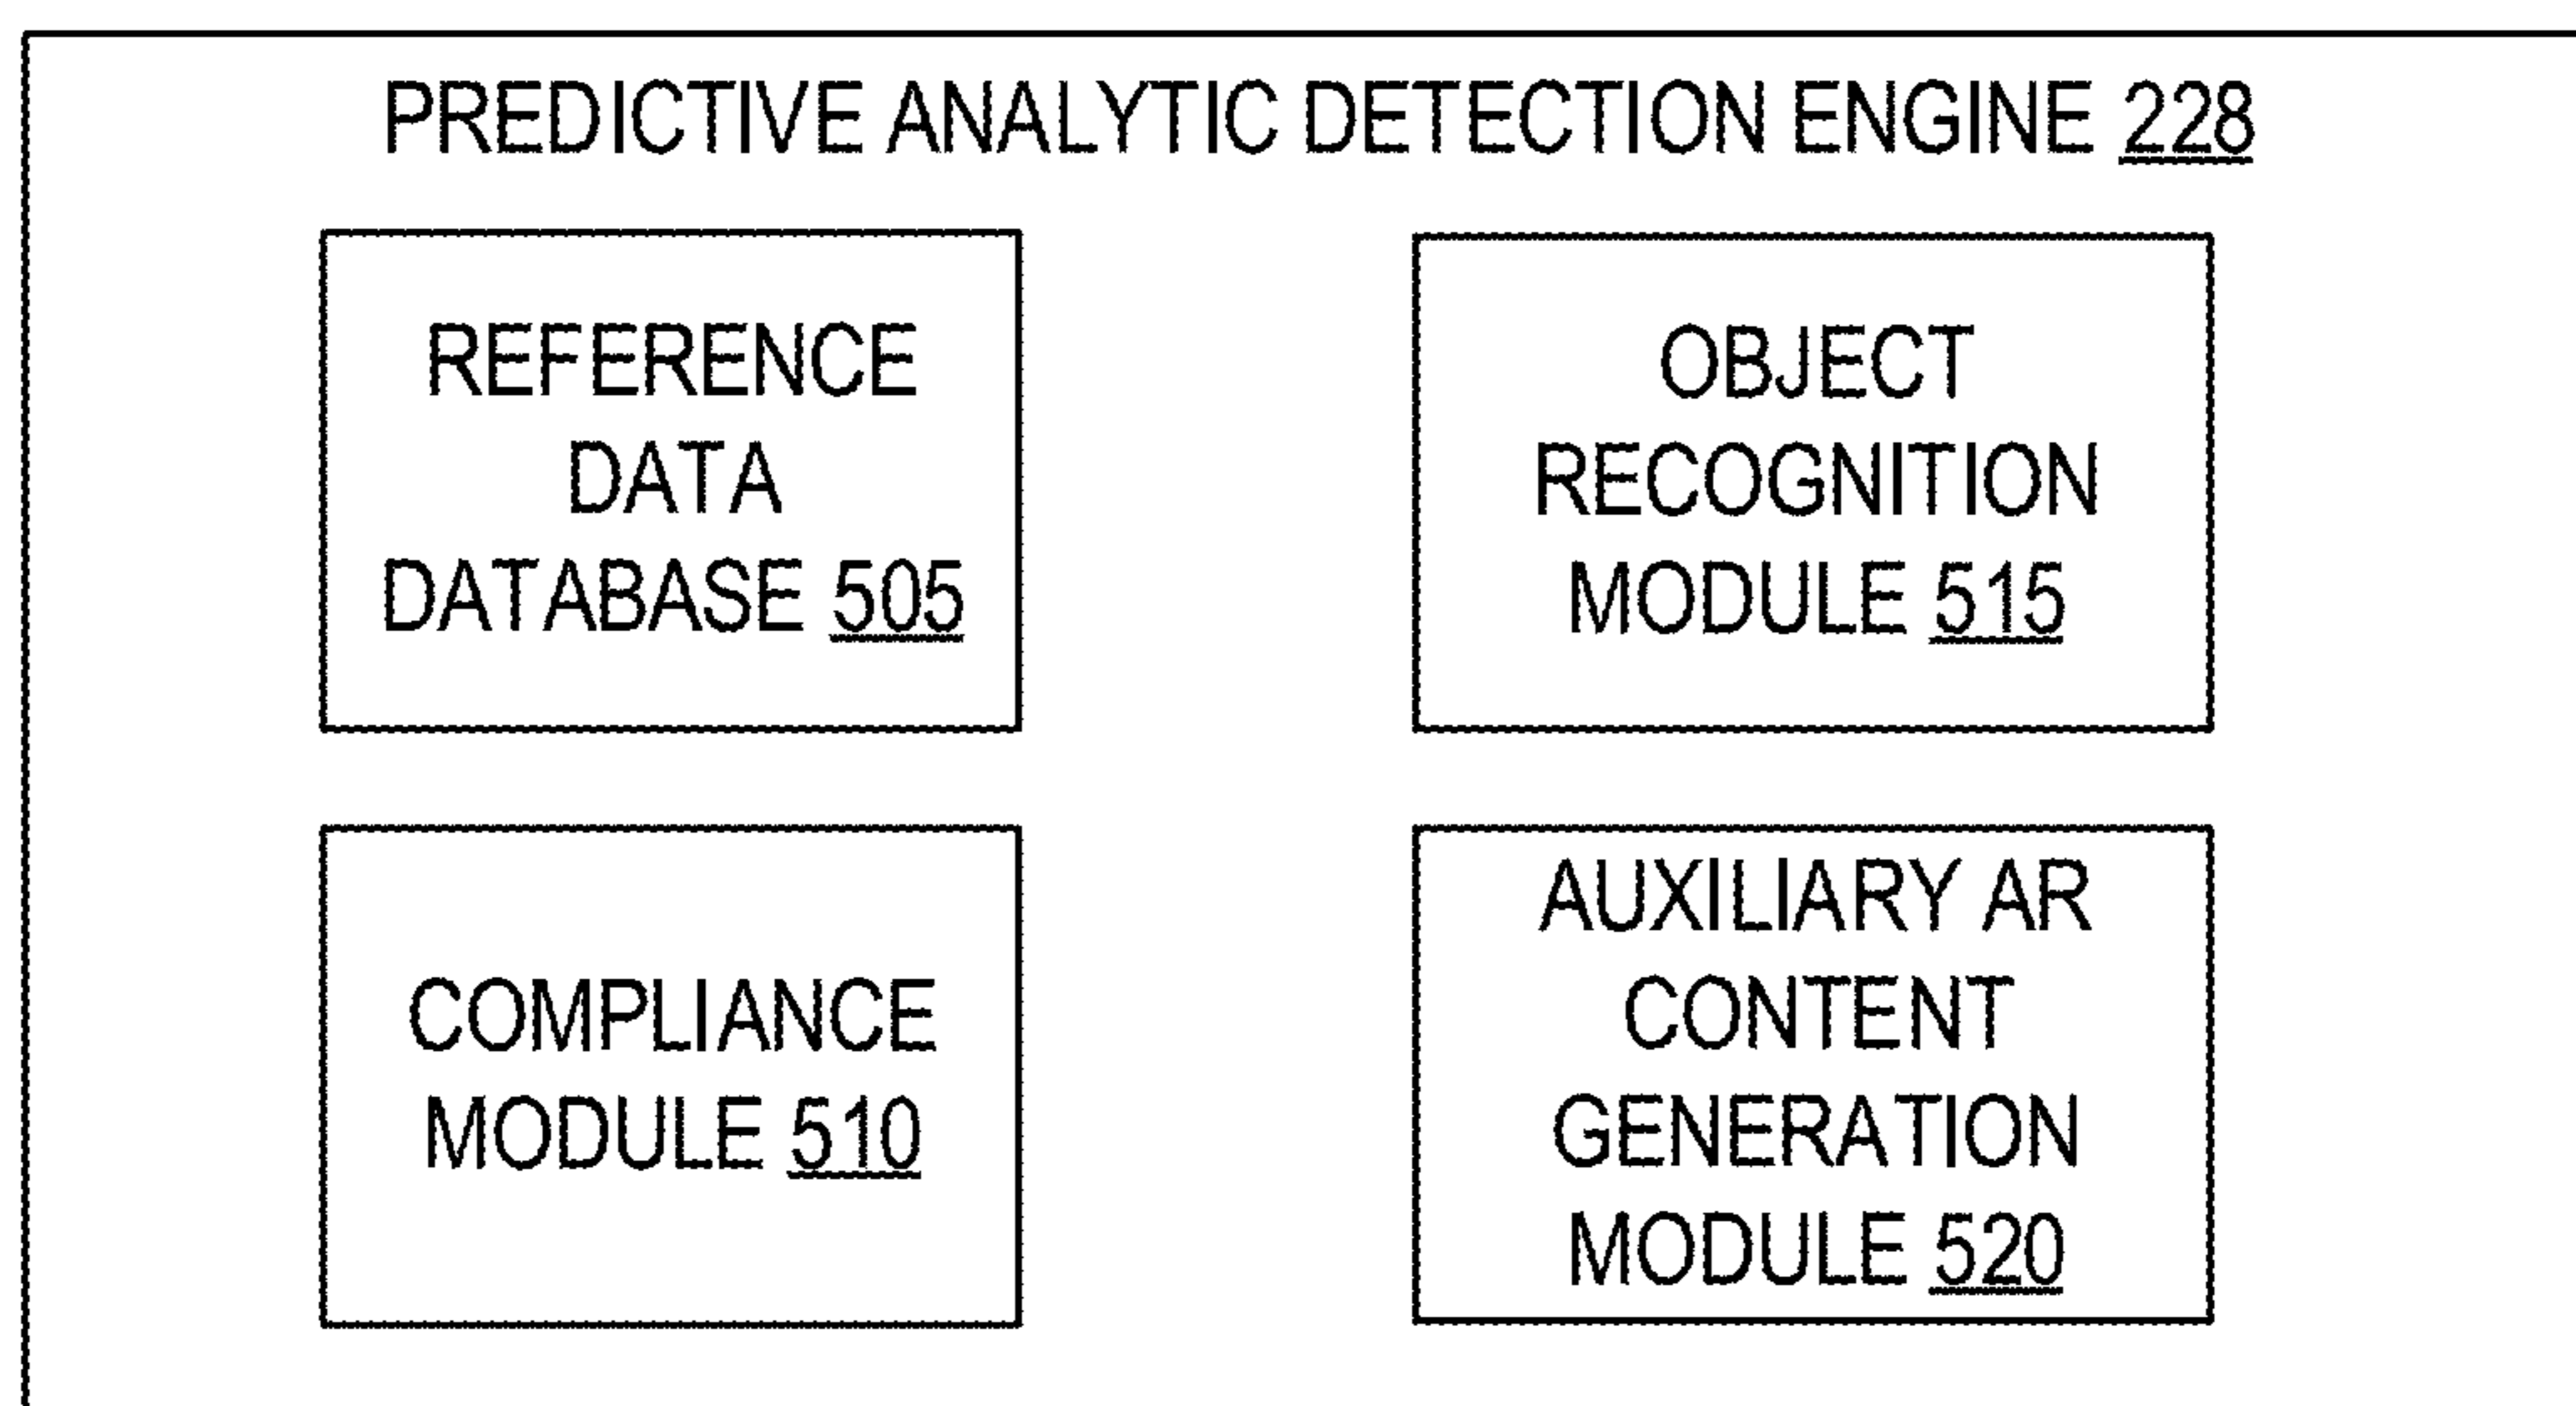 PREDICTIVE ANALYTIC DETECTION ENGINE 228
REFERENCE
DATA
DATABASE 505
OBJECT
RECOGNITION
MODULE 515
COMPLIANCE
MODULE 510
AUXILIARY AR
CONTENT
GENERATION
MODULE 520